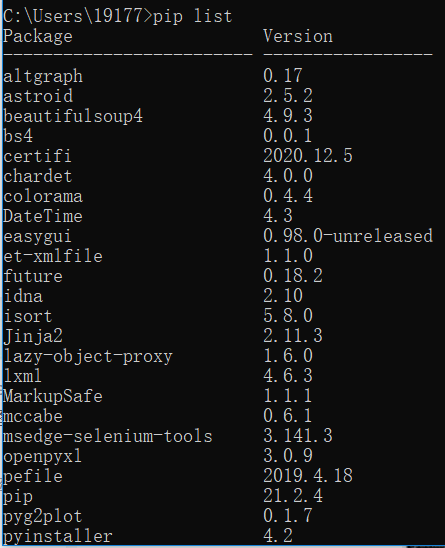 C:\Users\19177>pip list
Package Version
------------------------- -----------------
altgraph 0.17
astroid 2.5.2
beautifulsoup4 4.9.3
bs4 0.0.1
certifi 2020.12.5
chardet 4.0.0
colorama 0.4.4
DateTime 4.3
easygui 0.98.0-unreleased
et-xmlfile 1.1.0
future 0.18.2
idna 2.10
isort 5.8.0
Jinja2 2.11.3
lazy-object-proxy 1.6.0
lxml 4.6.3
MarkupSafe 1.1.1
mccabe 0.6.1
msedge-selenium-tools 3.141.3
openpyxl 3.0.9
pefile 2019.4.18
pip 21.2.4
pyg2plot 0.1.7
pyinstaller 4.2